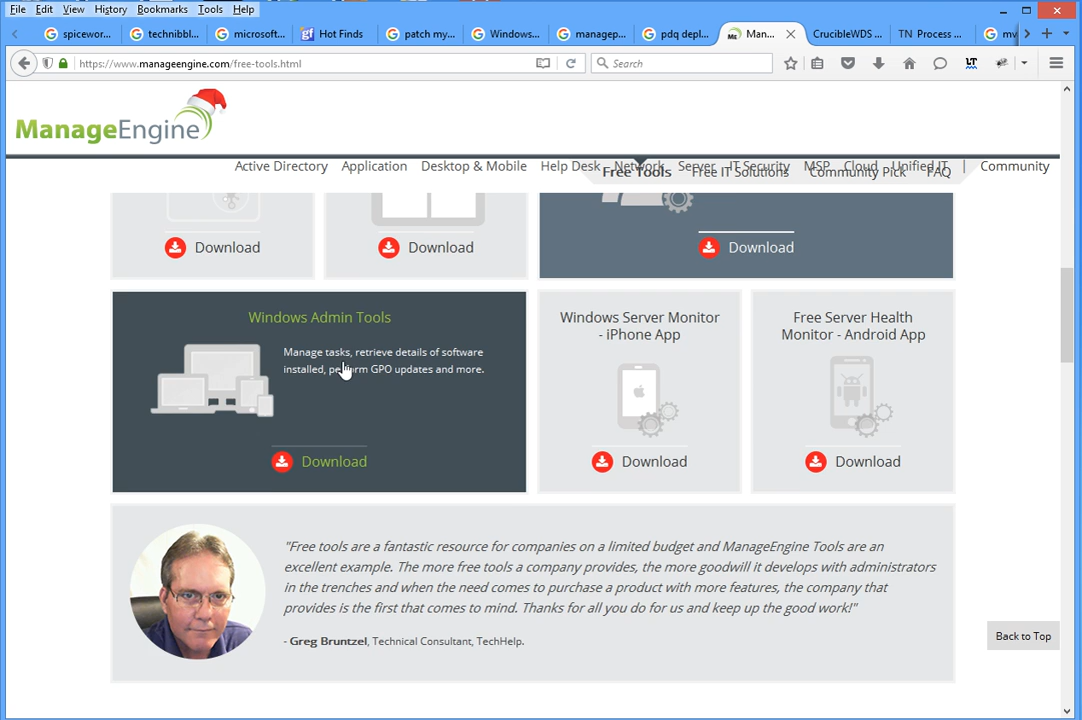 File Edit View History Bookmarks Tools Help
spicewor... technibbl... microsoft... gf Hot Finds patch my... Windows... managep... pdq depl... Man... CrucibleWDS ... TN Process ... my
https://www.manageengine.com/free-tools.html Search
ManageEngine
Active Directory Application Desktop & Mobile Help Desk Network Server IT Security MSP Cloud Unified IT | Community
Free Tools Free IT Solutions Community Pick FAQ
Download Download Download
Windows Admin Tools
Manage tasks, retrieve details of software
installed, perform GPO updates and more.
Download
Windows Server Monitor
- iPhone App
Download
Free Server Health
Monitor - Android App
Download
"Free tools are a fantastic resource for companies on a limited budget and ManageEngine Tools are an
excellent example. The more free tools a company provides, the more goodwill it develops with administrators
in the trenches and when the need comes to purchase a product with more features, the company that
provides is the first that comes to mind. Thanks for all you do for us and keep up the good work!"
- Greg Bruntzel, Technical Consultant, TechHelp.
Back to Top